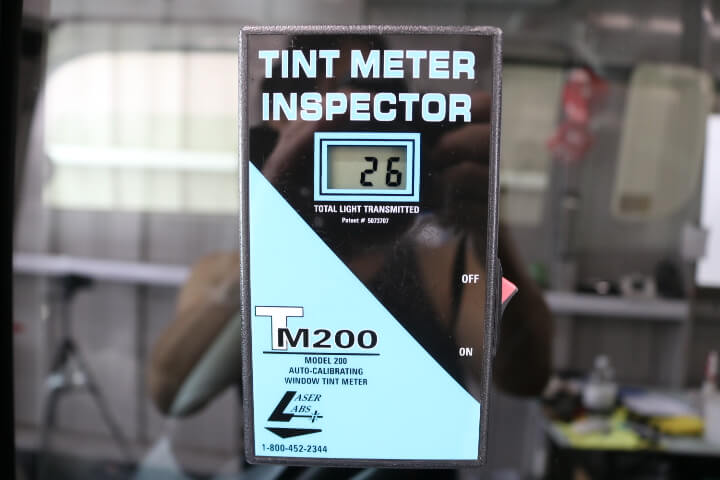 TINT METER
INSPECTOR
26
TOTAL LIGHT TRANSMITTED
Patent # 5073707
OFF
ON
TM200
MODEL 200
AUTO-CALIBRATING
WINDOW TINT METER
LASER
LABS
1-800-452-2344